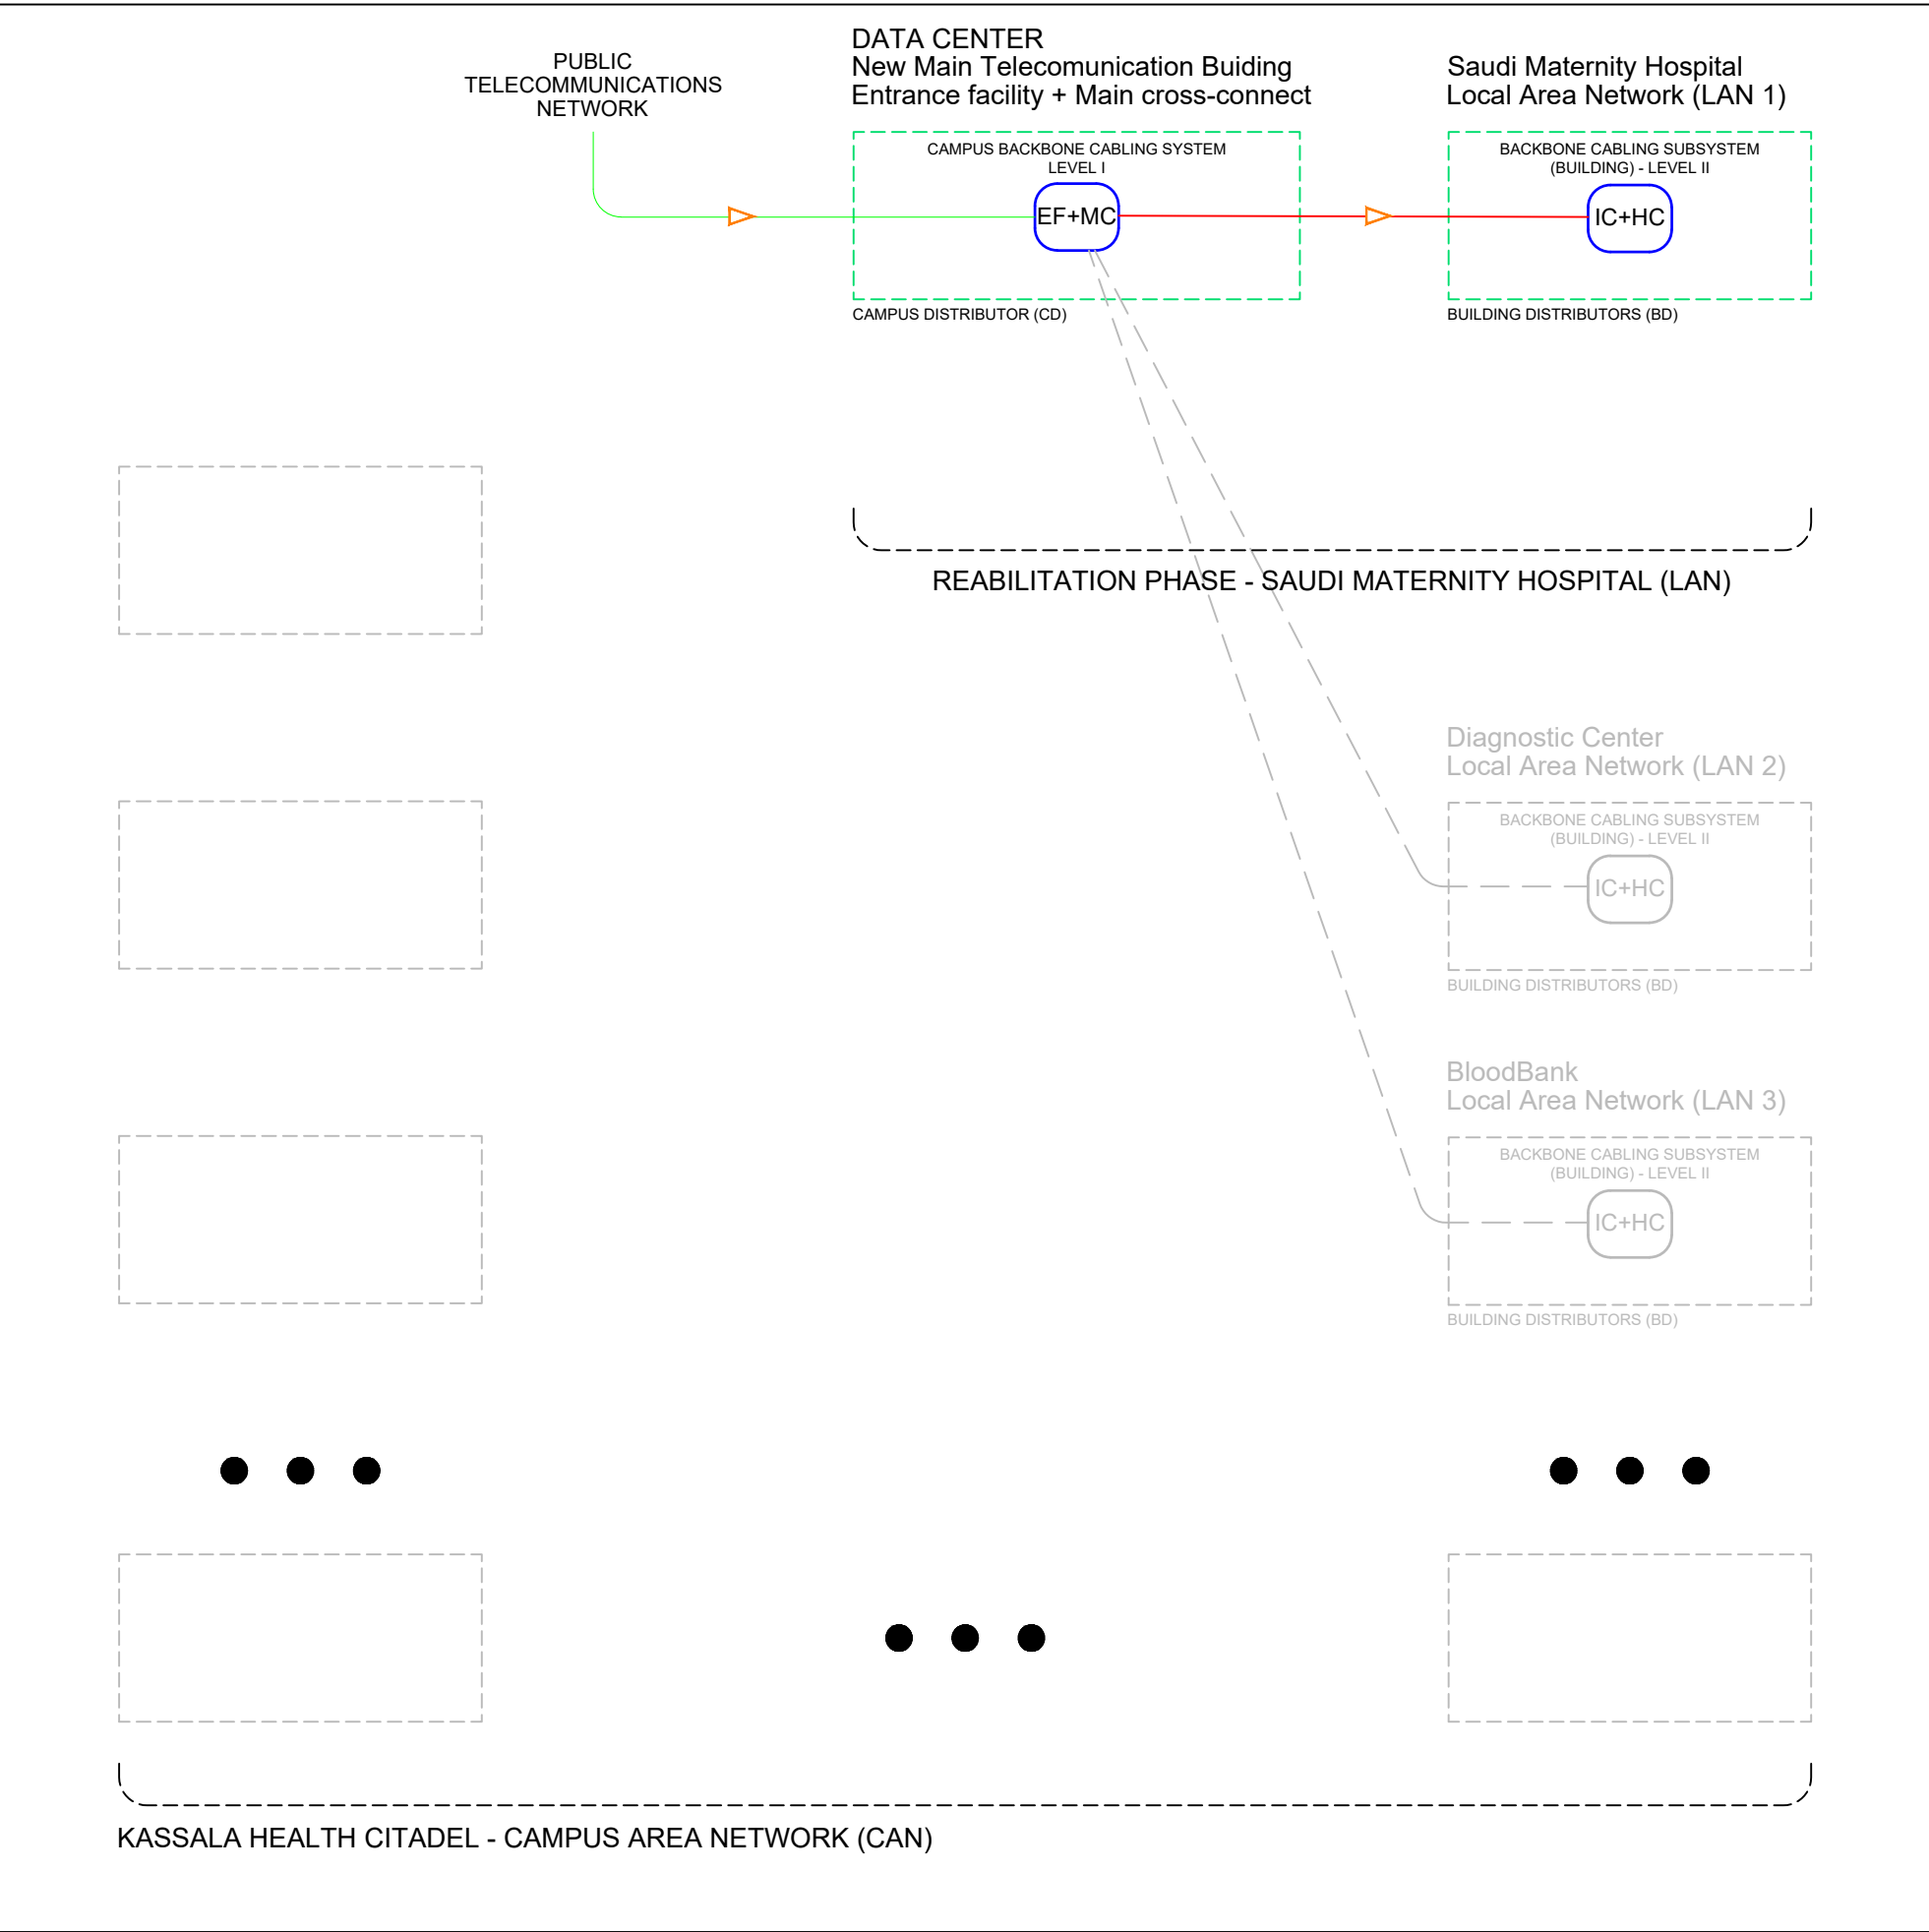 PUBLIC
TELECOMMUNICATIONS
NETWORK
DATA CENTER
New Main Telecomunication Buiding
Entrance facility + Main cross-connect
Saudi Maternity Hospital
Local Area Network (LAN 1)
CAMPUS BACKBONE CABLING SYSTEM
LEVEL I
EF+MC
CAMPUS DISTRIBUTOR (CD)
BACKBONE CABLING SUBSYSTEM
(BUILDING) - LEVEL II
IC+HC
BUILDING DISTRIBUTORS (BD)
REABILITATION PHASE - SAUDI MATERNITY HOSPITAL (LAN)
Diagnostic Center
Local Area Network (LAN 2)
BACKBONE CABLING SUBSYSTEM
(BUILDING) - LEVEL II
IC+HC
BUILDING DISTRIBUTORS (BD)
BloodBank
Local Area Network (LAN 3)
BACKBONE CABLING SUBSYSTEM
(BUILDING) - LEVEL II
IC+HC
BUILDING DISTRIBUTORS (BD)
KASSALA HEALTH CITADEL - CAMPUS AREA NETWORK (CAN)